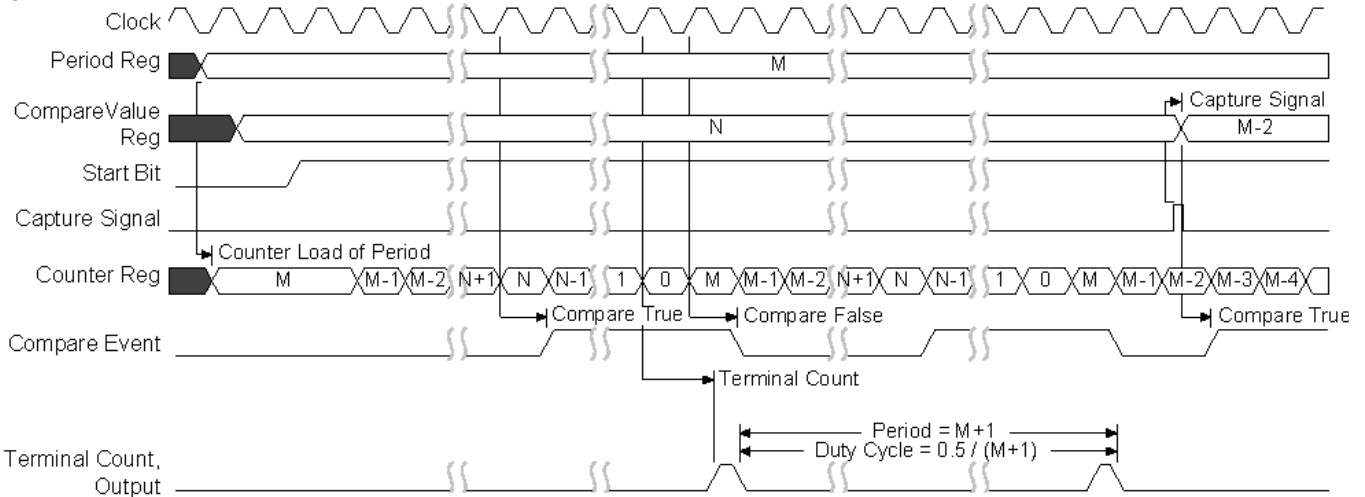 Clock
Period Reg
M
CompareValue
Reg
N
Capture Signal
M-2
Start Bit
Capture Signal
Counter Load of Period
Counter Reg
M M-1 M-2 N+1 N N-1 1 0 M M-1 M-2 N+1 N N-1 1 0 M M-1 M-2 M-3 M-4
Compare True
Compare False
Compare True
Compare Event
Terminal Count
Period = M+1
Duty Cycle = 0.5 / (M+1)
Terminal Count,
Output